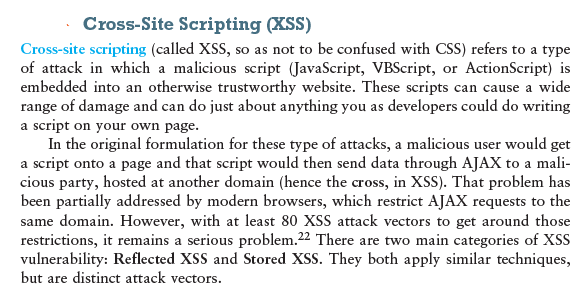 Cross-Site Scripting (XSS)
Cross-site scripting (called XSS, so as not to be confused with CSS) refers to a type
of attack in which a malicious script (JavaScript, VBScript, or ActionScript) is
embedded into an otherwise trustworthy website. These scripts can cause a wide
range of damage and can do just about anything you as developers could do writing
a script on your own page.
In the original formulation for these type of attacks, a malicious user would get
a script onto a page and that script would then send data through AJAX to a mali-
cious party, hosted at another domain (hence the cross, in XSS). That problem has
been partially addressed by modern browsers, which restrict AJAX requests to the
same domain. However, with at least 80 XSS attack vectors to get around those
restrictions, it remains a serious problem.22 There are two main categories of XSS
vulnerability: Reflected XSS and Stored XSS. They both apply similar techniques,
but are distinct attack vectors.